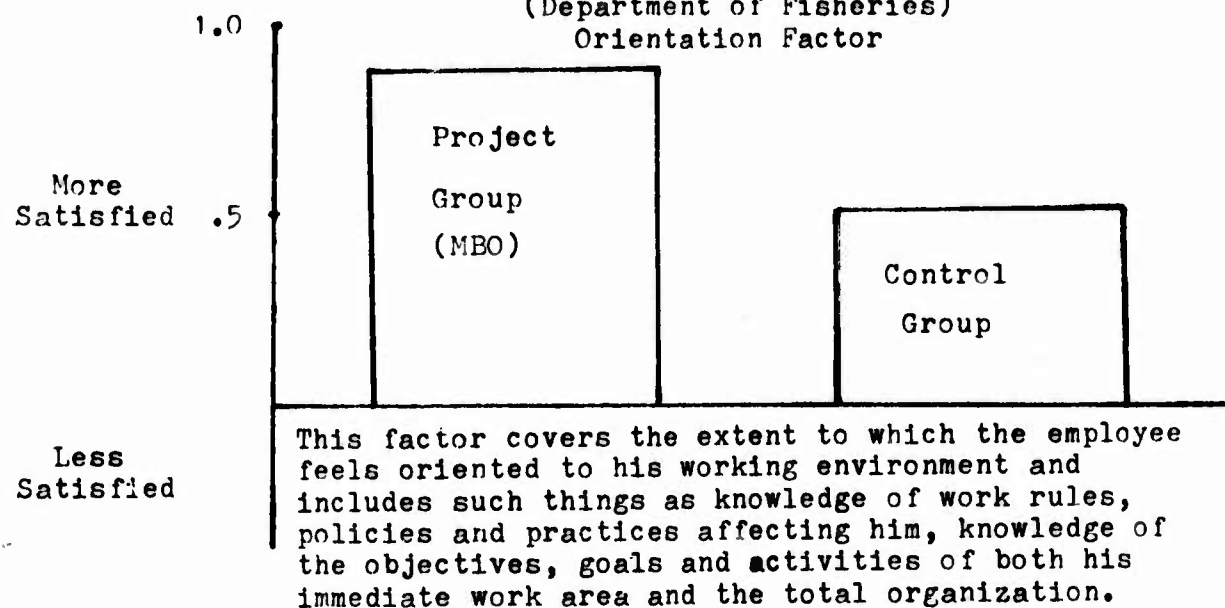 (Department of Fisheries)
Orientation Factor
1.0
Project
Group
(MBO)
More
Satisfied .5
Control
Group
Less
Satisfied
This factor covers the extent to which the employee
feels oriented to his working environment and
includes such things as knowledge of work rules,
policies and practices affecting him, knowledge of
the objectives, goals and activities of both his
immediate work area and the total organization.